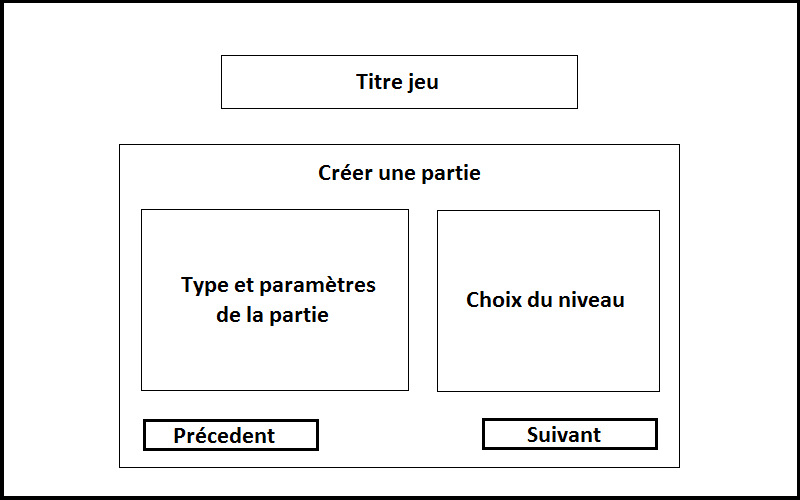 Titre jeu
Créer une partie
Type et paramètres
de la partie
Choix du niveau
Précedent
Suivant